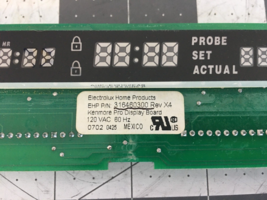 PROBE
SET
ACTUAL
Electrolux Home Products
EHP P/N: 316460300 Rev X4
Kenmore Pro Display Board
120 VAC 60 Hz
0702 0426 MEXICO